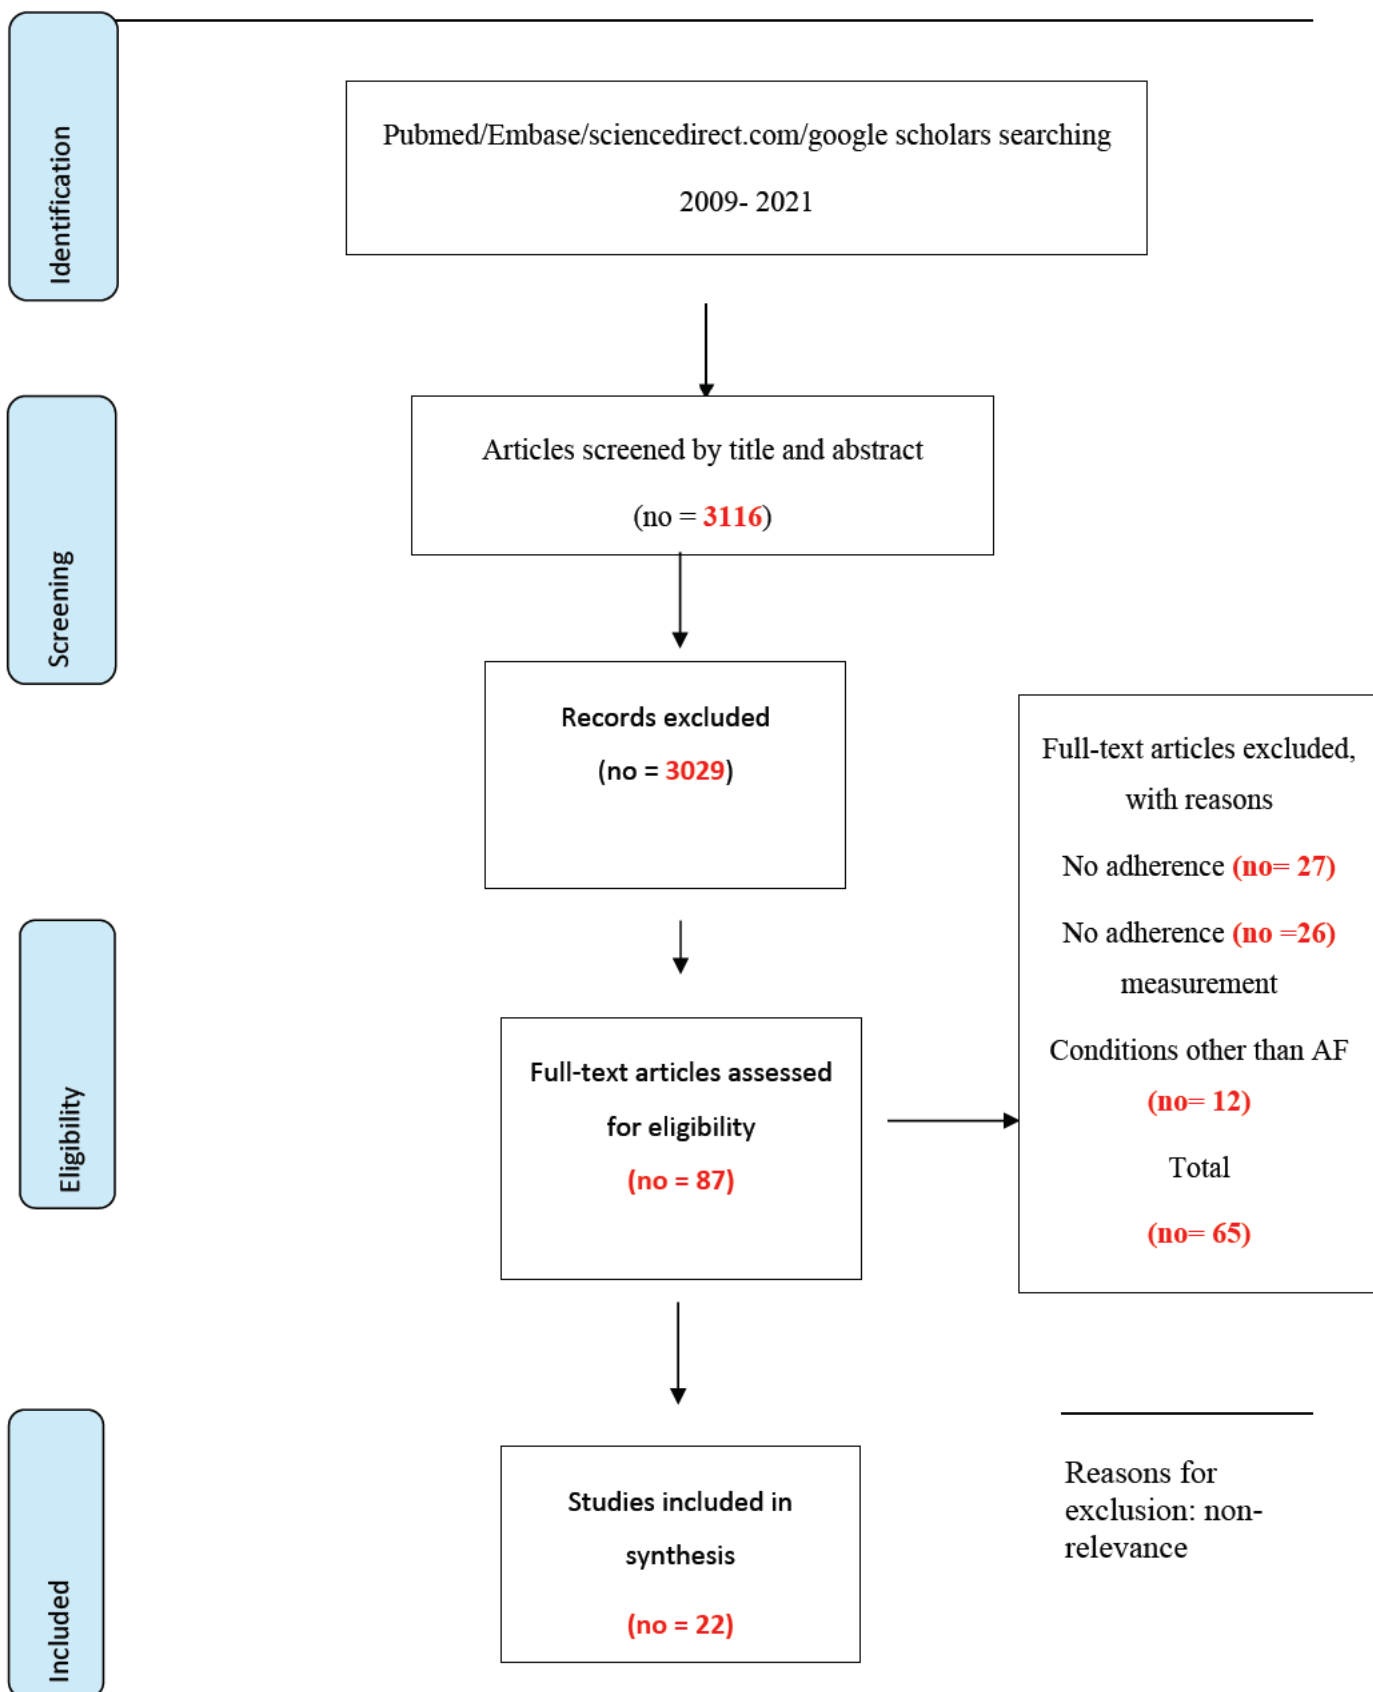 Identification
Pubmed/Embase/sciencedirect.com/google scholars searching
2009- 2021
Screening
Articles screened by title and abstract
(no = 3116)
Records excluded
(no = 3029)
Eligibility
Full-text articles assessed
for eligibility
(no = 87)
Full-text articles excluded,
with reasons
No adherence (no= 27)
No adherence (no =26)
measurement
Conditions other than AF
(no= 12)
Total
(no= 65)
Included
Studies included in
synthesis
(no = 22)
Reasons for
exclusion: non-
relevance